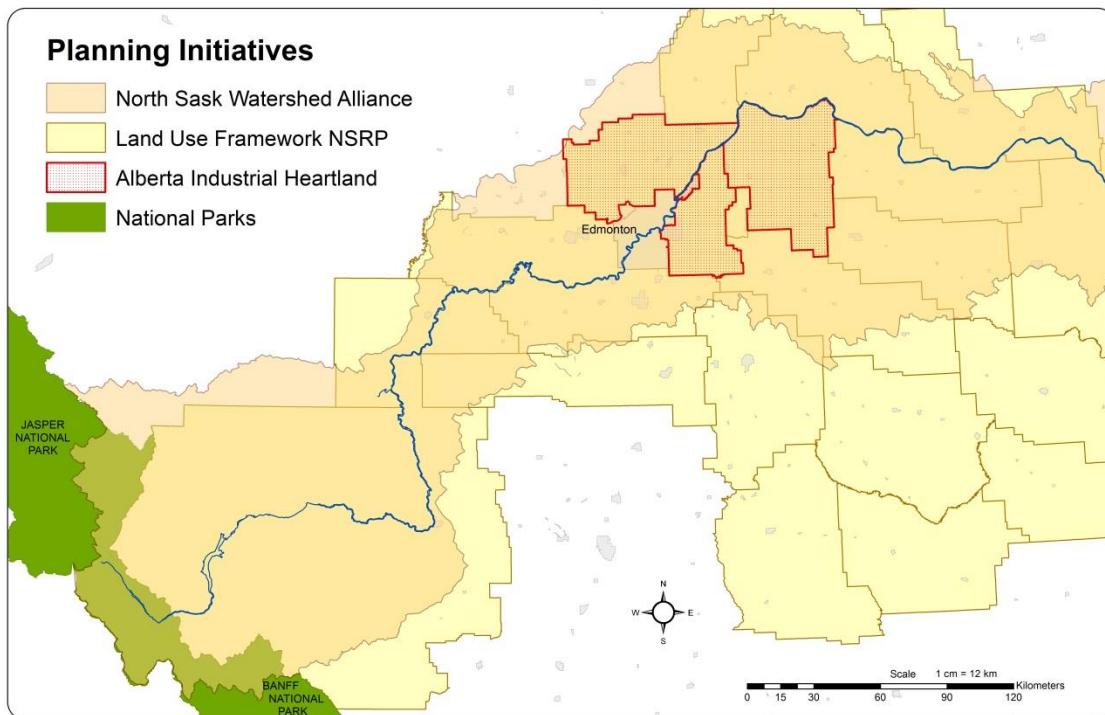 Planning Initiatives
North Sask Watershed Alliance
Land Use Framework NSRP
Alberta Industrial Heartland
National Parks
Edmonton
JASPER
NATIONAL
PARK
BANFF
NATIONAL
PARK
N
W E
S
Scale 1 cm = 12 km
Kilometers
0 15 30 60 90 120